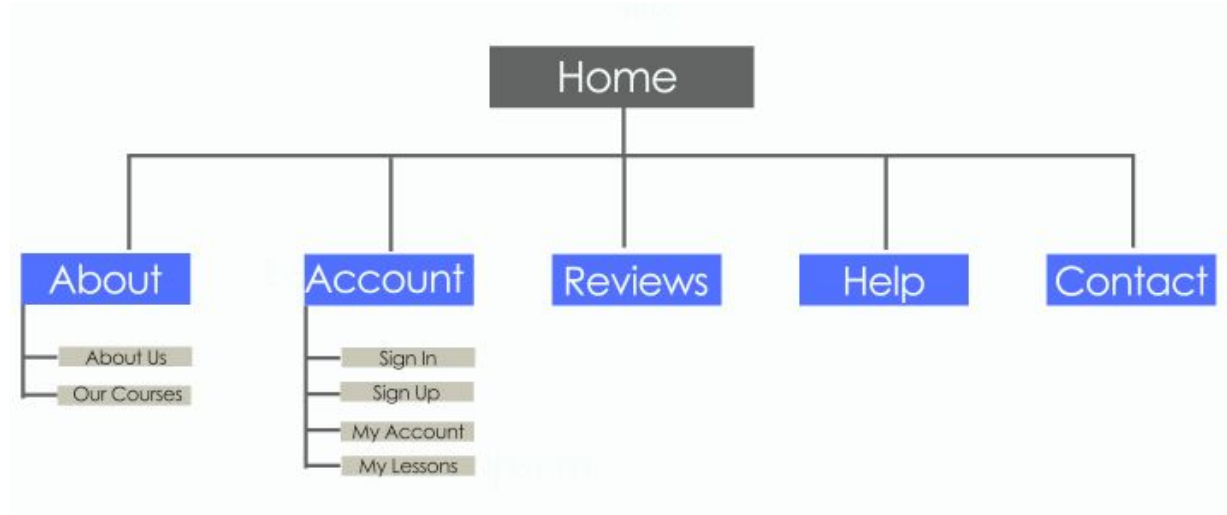 Home
About
Account
Reviews
Help
Contact
About Us
Our Courses
Sign In
Sign Up
My Account
My Lessons